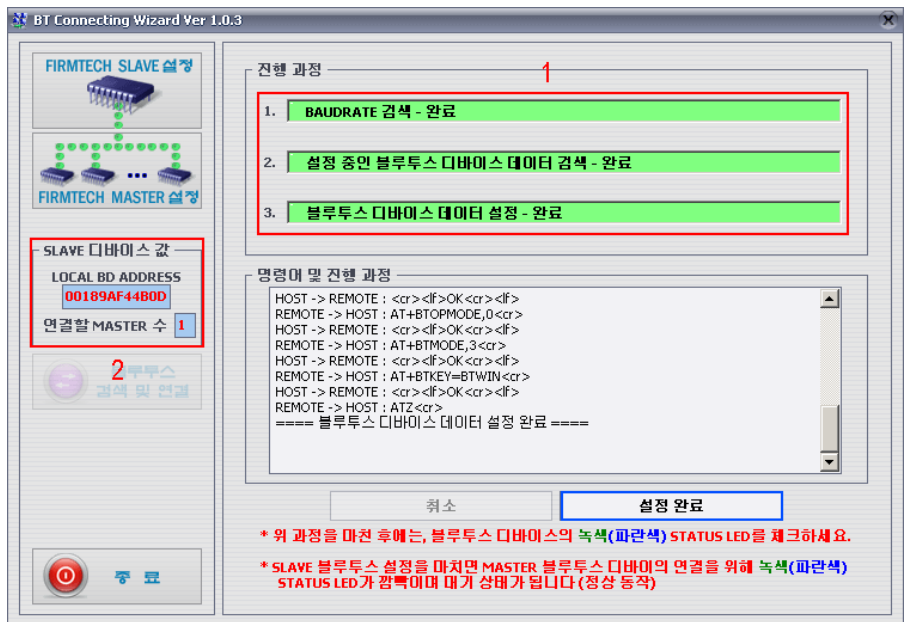 BT Connecting Wizard Ver 1.0.3
FIRMTECH SLAVE 설정
FIRMTECH MASTER 설정
SLAVE 디바이스 값
LOCAL BD ADDRESS
00189AF44B0D
연결할 MASTER 수 1
2
블루투스
검색 및 연결
종 료
진행 과정
1
1. BAUDRATE 검색 - 완료
2. 설정 중인 블루투스 디바이스 데이터 검색 - 완료
3. 블루투스 디바이스 데이터 설정 - 완료
명령어 및 진행 과정
HOST -> REMOTE : <cr><lf>OK<cr><lf>
REMOTE -> HOST : AT+BTOPMODE,0<cr>
HOST -> REMOTE : <cr><lf>OK<cr><lf>
REMOTE -> HOST : AT+BTMODE,3<cr>
HOST -> REMOTE : <cr><lf>OK<cr><lf>
REMOTE -> HOST : AT+BTKEY=BTWIN<cr>
HOST -> REMOTE : <cr><lf>OK<cr><lf>
REMOTE -> HOST : ATZ<cr>
==== 블루투스 디바이스 데이터 설정 완료 ====
취소
설정 완료
* 위 과정을 마친 후에는, 블루투스 디바이스의 녹색(파란색) STATUS LED를 체크하세요.
* SLAVE 블루투스 설정을 마치면 MASTER 블루투스 디바이의 연결을 위해 녹색(파란색)
STATUS LED가 깜빡이며 대기 상태가 됩니다 (정상 동작)